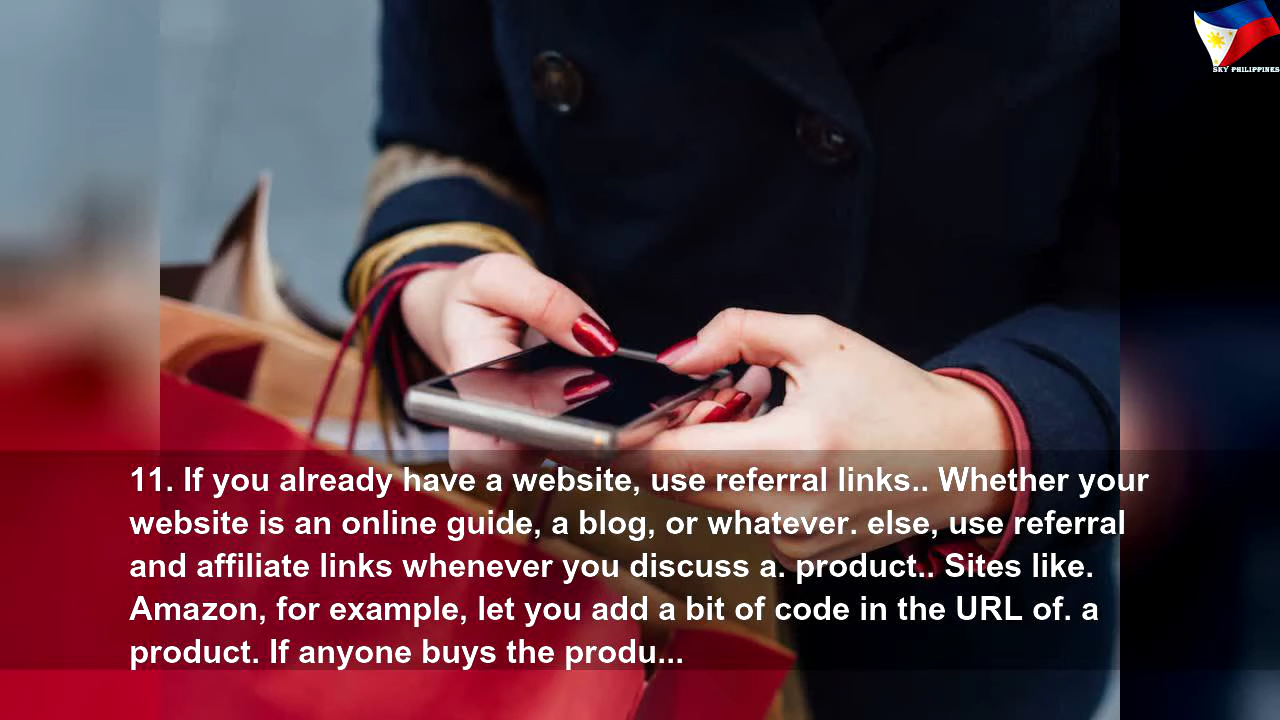 SKY PHILIPPINES
11. If you already have a website, use referral links.. Whether your
website is an online guide, a blog, or whatever. else, use referral
and affiliate links whenever you discuss a. product.. Sites like.
Amazon, for example, let you add a bit of code in the URL of. a
product. If anyone buys the produ...